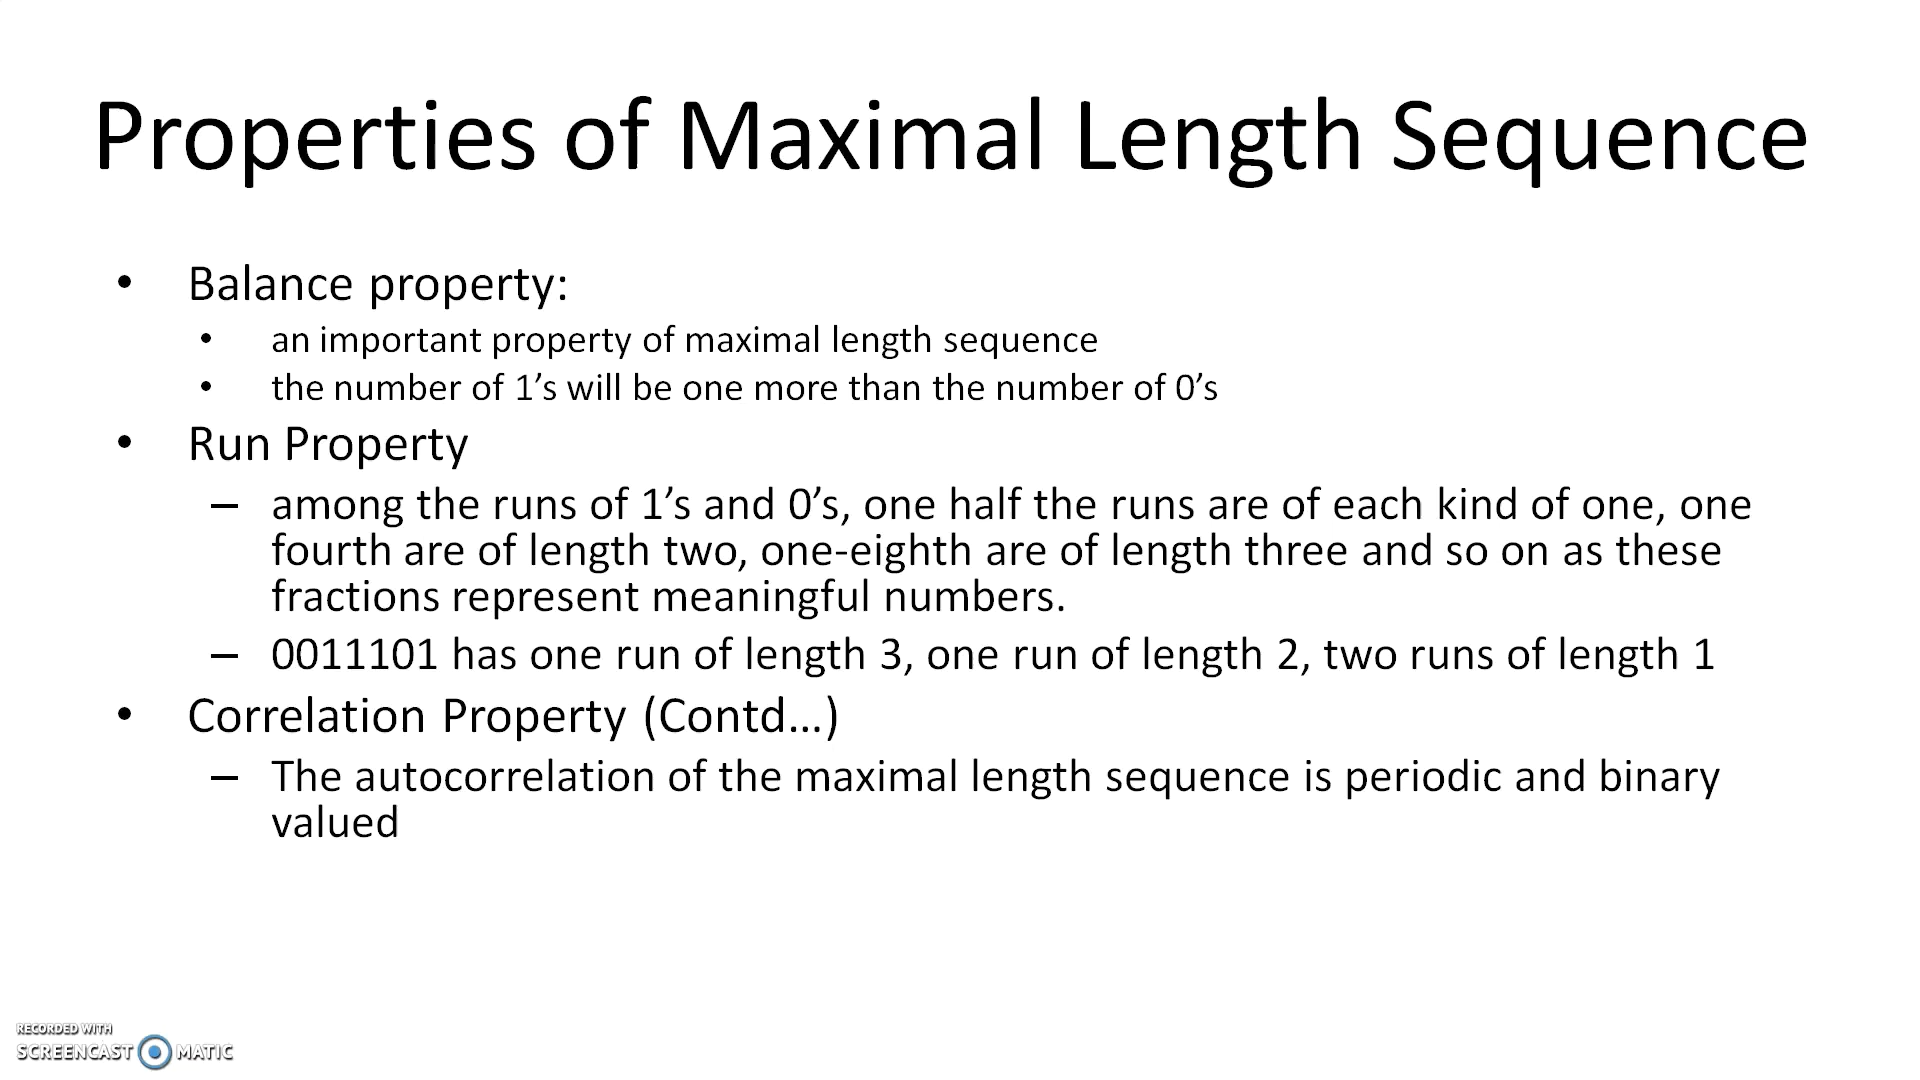 Properties of Maximal Length Sequence
• Balance property:
• an important property of maximal length sequence
• the number of 1’s will be one more than the number of 0’s
• Run Property
– among the runs of 1’s and 0’s, one half the runs are of each kind of one, one
fourth are of length two, one-eighth are of length three and so on as these
fractions represent meaningful numbers.
– 0011101 has one run of length 3, one run of length 2, two runs of length 1
• Correlation Property (Contd…)
– The autocorrelation of the maximal length sequence is periodic and binary
valued
RECORDED WITH
SCREENCAST MATIC